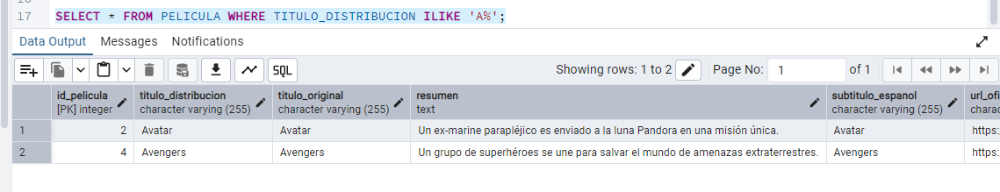 17 SELECT * FROM PELICULA WHERE TITULO_DISTRIBUCION ILIKE 'A%';
Data Output Messages Notifications
SQL Showing rows: 1 to 2 Page No: 1 of 1
id_pelicula titulo_distribucion titulo_original resumen subtitulo_espanol url_ofi
[PK] integer character varying (255) character varying (255) text character varying (255) charac
1 2 Avatar Avatar Un ex-marine parapléjico es enviado a la luna Pandora en una misión única. Avatar https:
2 4 Avengers Avengers Un grupo de superhéroes se une para salvar el mundo de amenazas extraterrestres. Avengers https: